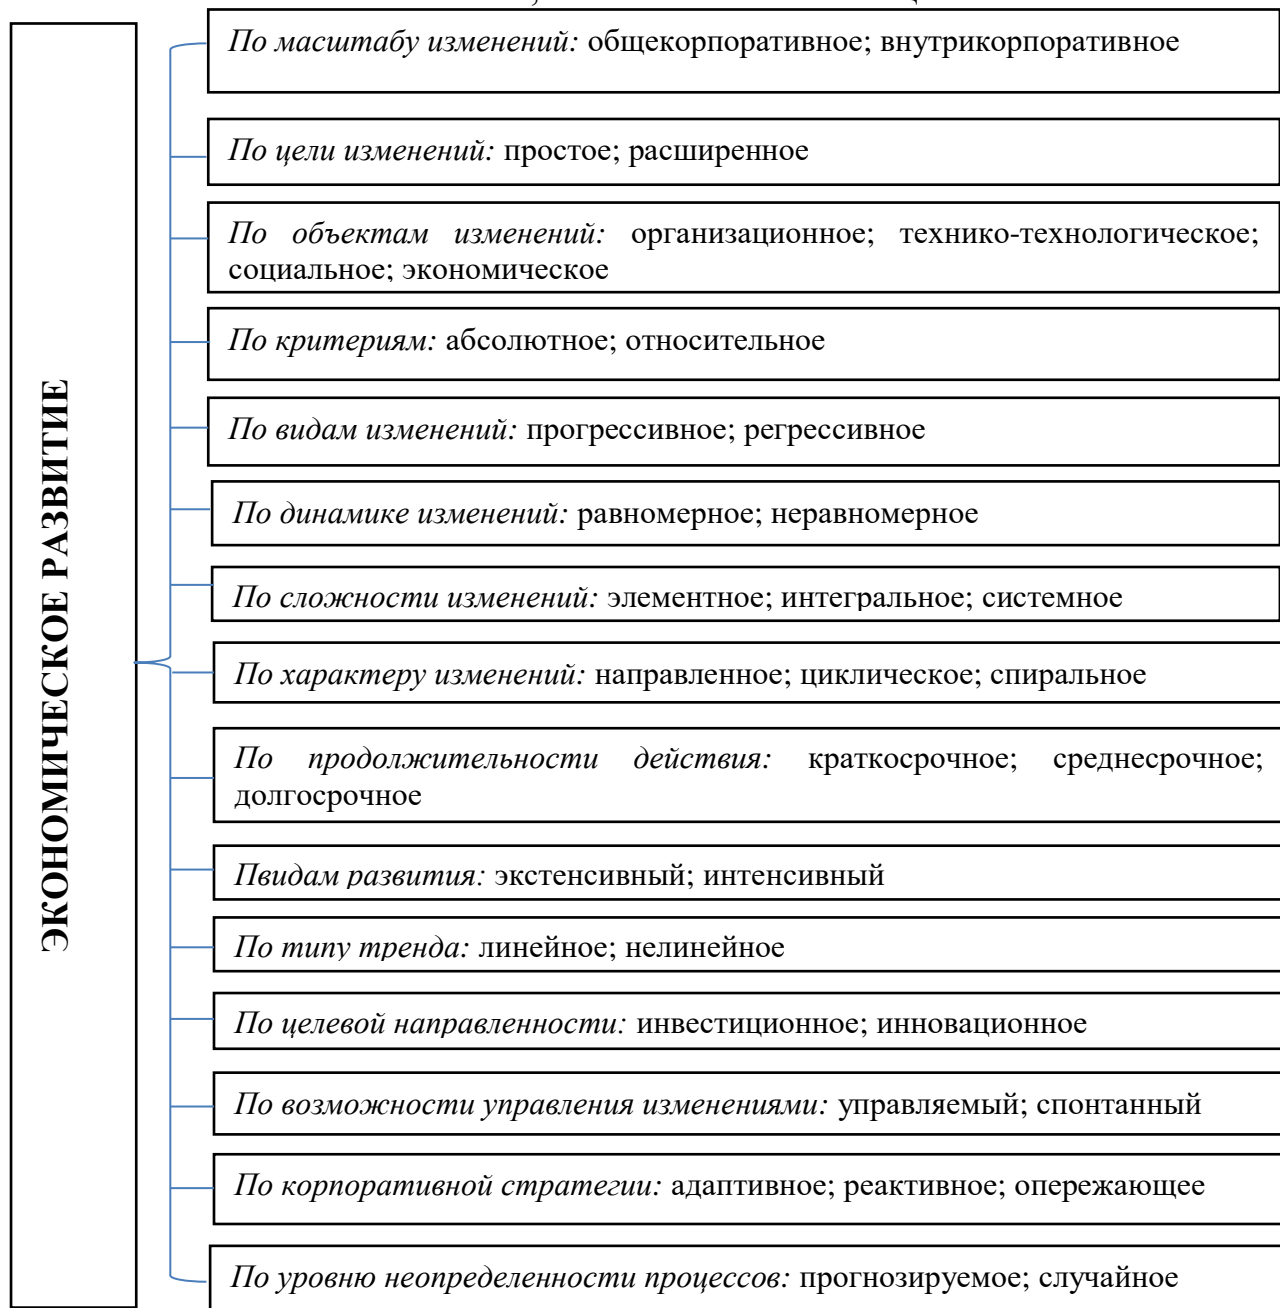 По масштабу изменений: общекорпоративное; внутрикорпоративное
По цели изменений: простое; расширенное
По объектам изменений: организационное; технико-технологическое;
социальное; экономическое
По критериям: абсолютное; относительное
По видам изменений: прогрессивное; регрессивное
По динамике изменений: равномерное; неравномерное
По сложности изменений: элементное; интегральное; системное
По характеру изменений: направленное; циклическое; спиральное
По продолжительности действия: краткосрочное; среднесрочное;
долгосрочное
Пвидам развития: экстенсивный; интенсивный
По типу тренда: линейное; нелинейное
По целевой направленности: инвестиционное; инновационное
По возможности управления изменениями: управляемый; спонтанный
По корпоративной стратегии: адаптивное; реактивное; опережающее
По уровню неопределенности процессов: прогнозируемое; случайное
ЭКОНОМИЧЕСКОЕ РАЗВИТИЕ